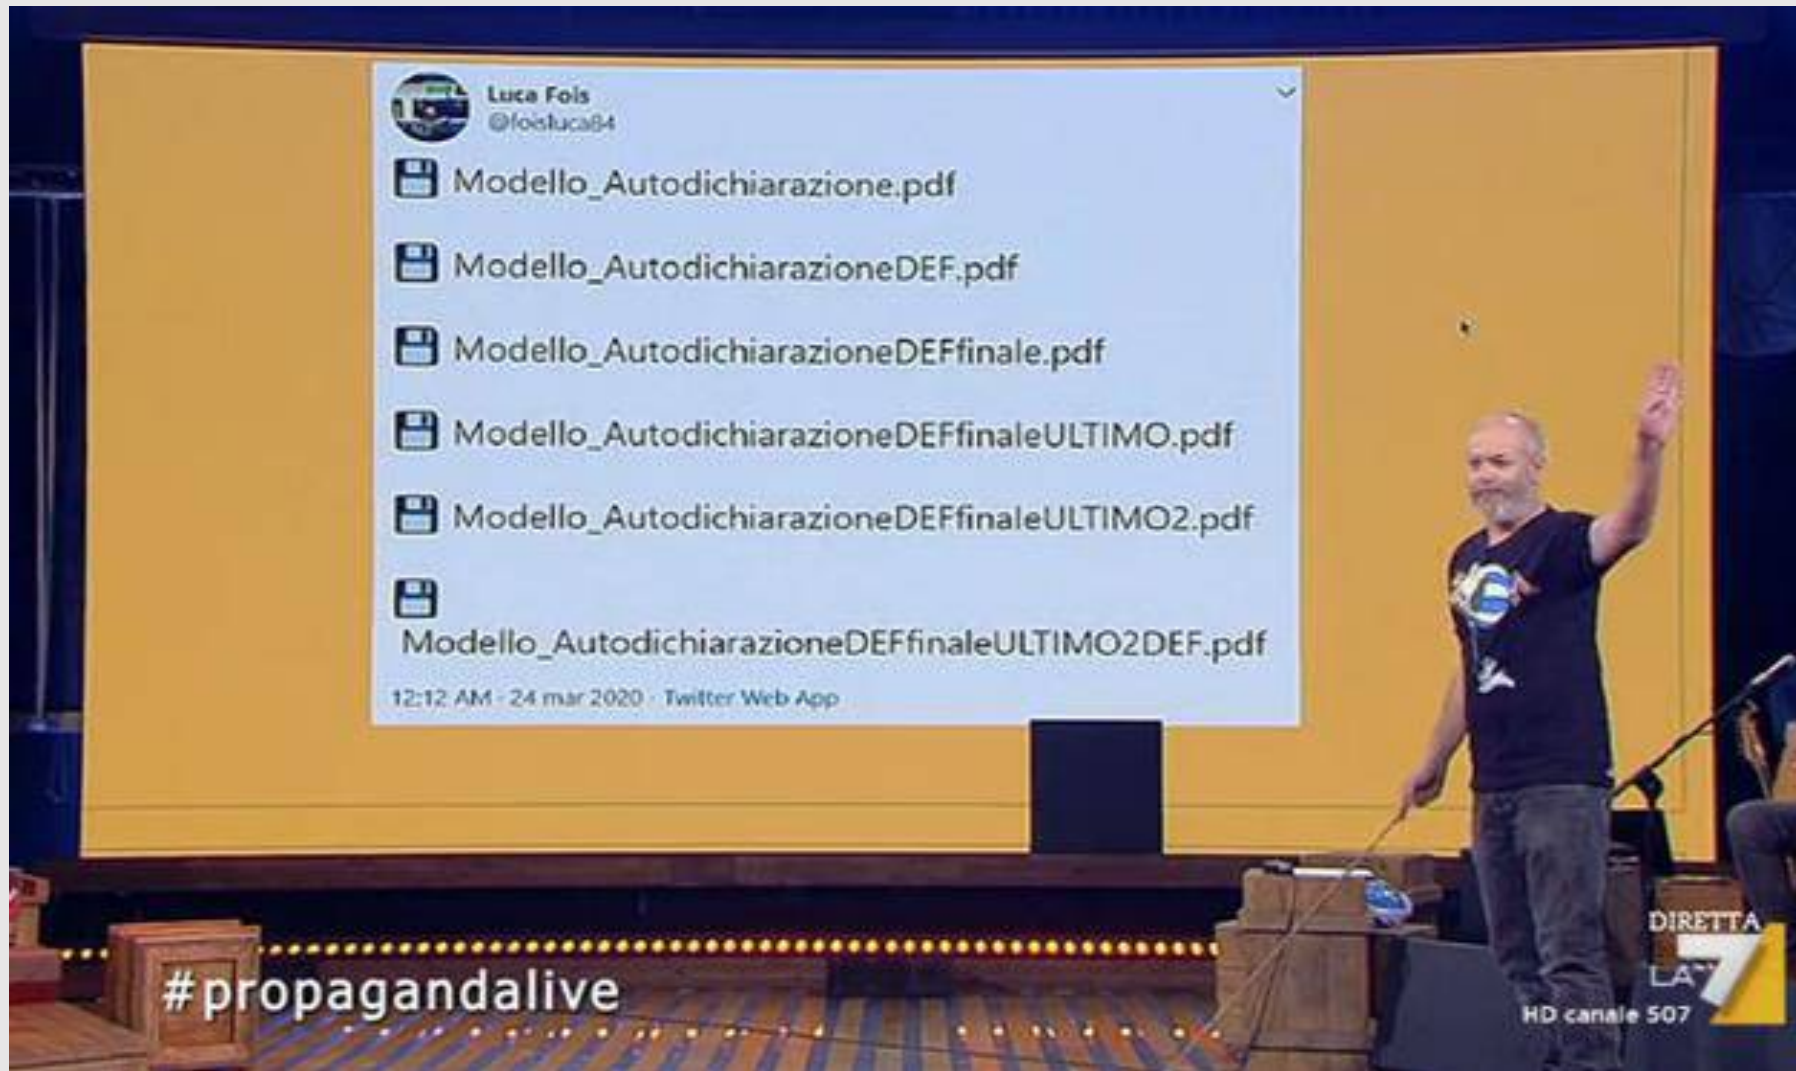 Luca Fois
@foisluca84
Modello_Autodichiarazione.pdf
Modello_AutodichiarazioneDEF.pdf
Modello_AutodichiarazioneDEFfinale.pdf
Modello_AutodichiarazioneDEFfinaleULTIMO.pdf
Modello_AutodichiarazioneDEFfinaleULTIMO2.pdf
Modello_AutodichiarazioneDEFfinaleULTIMO2DEF.pdf
12:12 AM · 24 mar 2020 · Twitter Web App
#propagandalive
DIRETTA
LA7
HD canale 507